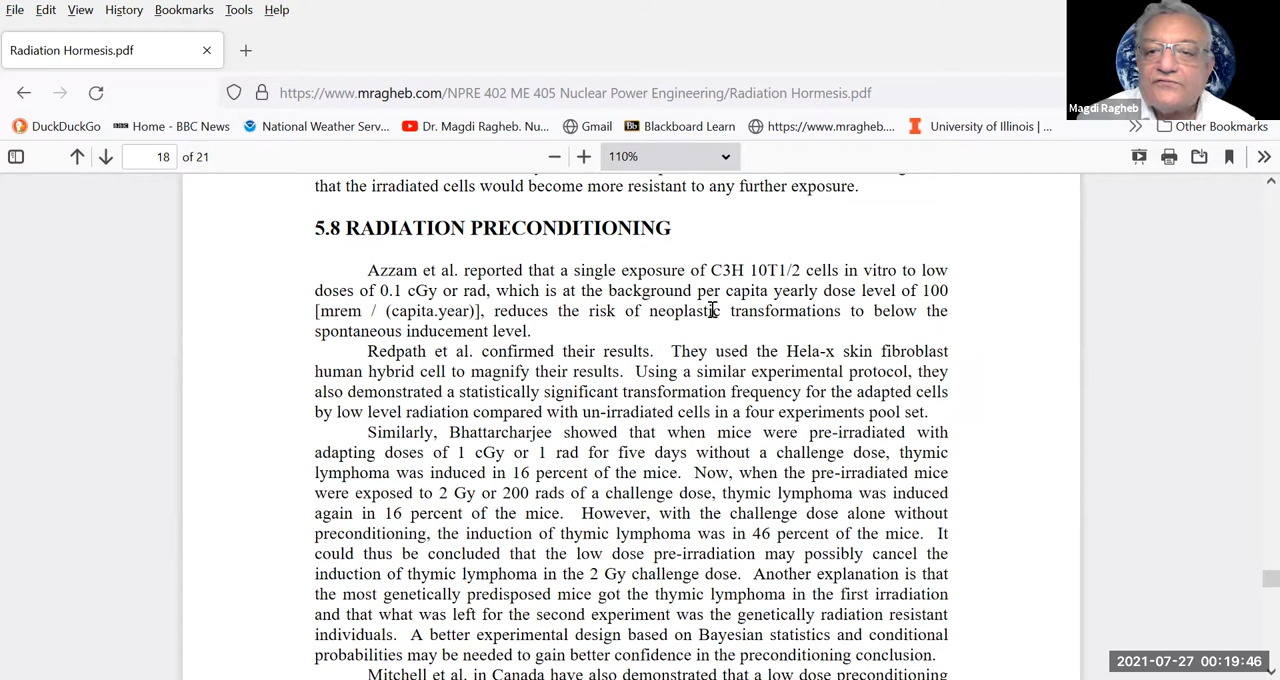 File Edit View History Bookmarks Tools Help
Radiation Hormesis.pdf
https://www.mragheb.com/NPRE 402 ME 405 Nuclear Power Engineering/Radiation Hormesis.pdf
Magdi Ragheb
DuckDuckGo BBC Home - BBC News National Weather Serv... Dr. Magdi Ragheb. Nu... Gmail Bb Blackboard Learn https://www.mragheb.... I University of Illinois |... Other Bookmarks
18 of 21 110%
that the irradiated cells would become more resistant to any further exposure.
5.8 RADIATION PRECONDITIONING
Azzam et al. reported that a single exposure of C3H 10T1/2 cells in vitro to low
doses of 0.1 cGy or rad, which is at the background per capita yearly dose level of 100
[mrem / (capita.year)], reduces the risk of neoplastic transformations to below the
spontaneous inducement level.
Redpath et al. confirmed their results. They used the Hela-x skin fibroblast
human hybrid cell to magnify their results. Using a similar experimental protocol, they
also demonstrated a statistically significant transformation frequency for the adapted cells
by low level radiation compared with un-irradiated cells in a four experiments pool set.
Similarly, Bhattarcharjee showed that when mice were pre-irradiated with
adapting doses of 1 cGy or 1 rad for five days without a challenge dose, thymic
lymphoma was induced in 16 percent of the mice. Now, when the pre-irradiated mice
were exposed to 2 Gy or 200 rads of a challenge dose, thymic lymphoma was induced
again in 16 percent of the mice. However, with the challenge dose alone without
preconditioning, the induction of thymic lymphoma was in 46 percent of the mice. It
could thus be concluded that the low dose pre-irradiation may possibly cancel the
induction of thymic lymphoma in the 2 Gy challenge dose. Another explanation is that
the most genetically predisposed mice got the thymic lymphoma in the first irradiation
and that what was left for the second experiment was the genetically radiation resistant
individuals. A better experimental design based on Bayesian statistics and conditional
probabilities may be needed to gain better confidence in the preconditioning conclusion.
Mitchell et al. in Canada have also demonstrated that a low dose preconditioning
2021-07-27 00:19:46